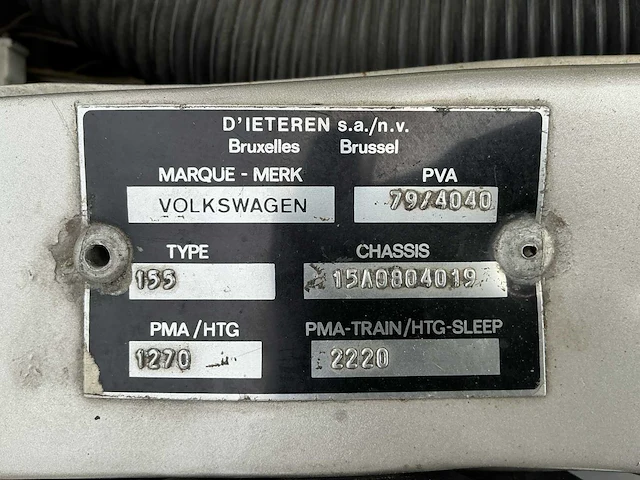 D'IETEREN s.a./n.v.
Bruxelles Brussel
MARQUE - MERK PVA
VOLKSWAGEN 79/4040
TYPE CHASSIS
155 15A0804019
PMA/HTG PMA-TRAIN/HTG-SLEEP
1270 2220